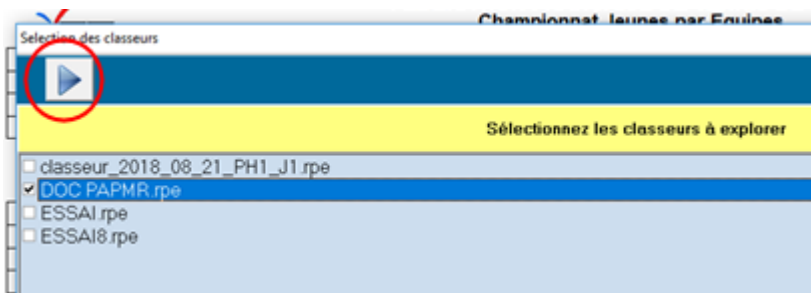 Championnat Jeunes par Equipes
Selection des classeurs
Sélectionnez les classeurs à explorer
classeur_2018_08_21_PH1_J1.rpe
DOC PAPMR.rpe
ESSAI.rpe
ESSAI8.rpe